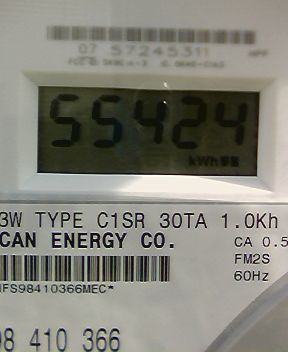 07 57245311
55424
kWh
3W TYPE C1SR 30TA 1.0Kh
CAN ENERGY CO.
CA 0.5
FM2S
60Hz
IFS98410366MEC*
98 410 366